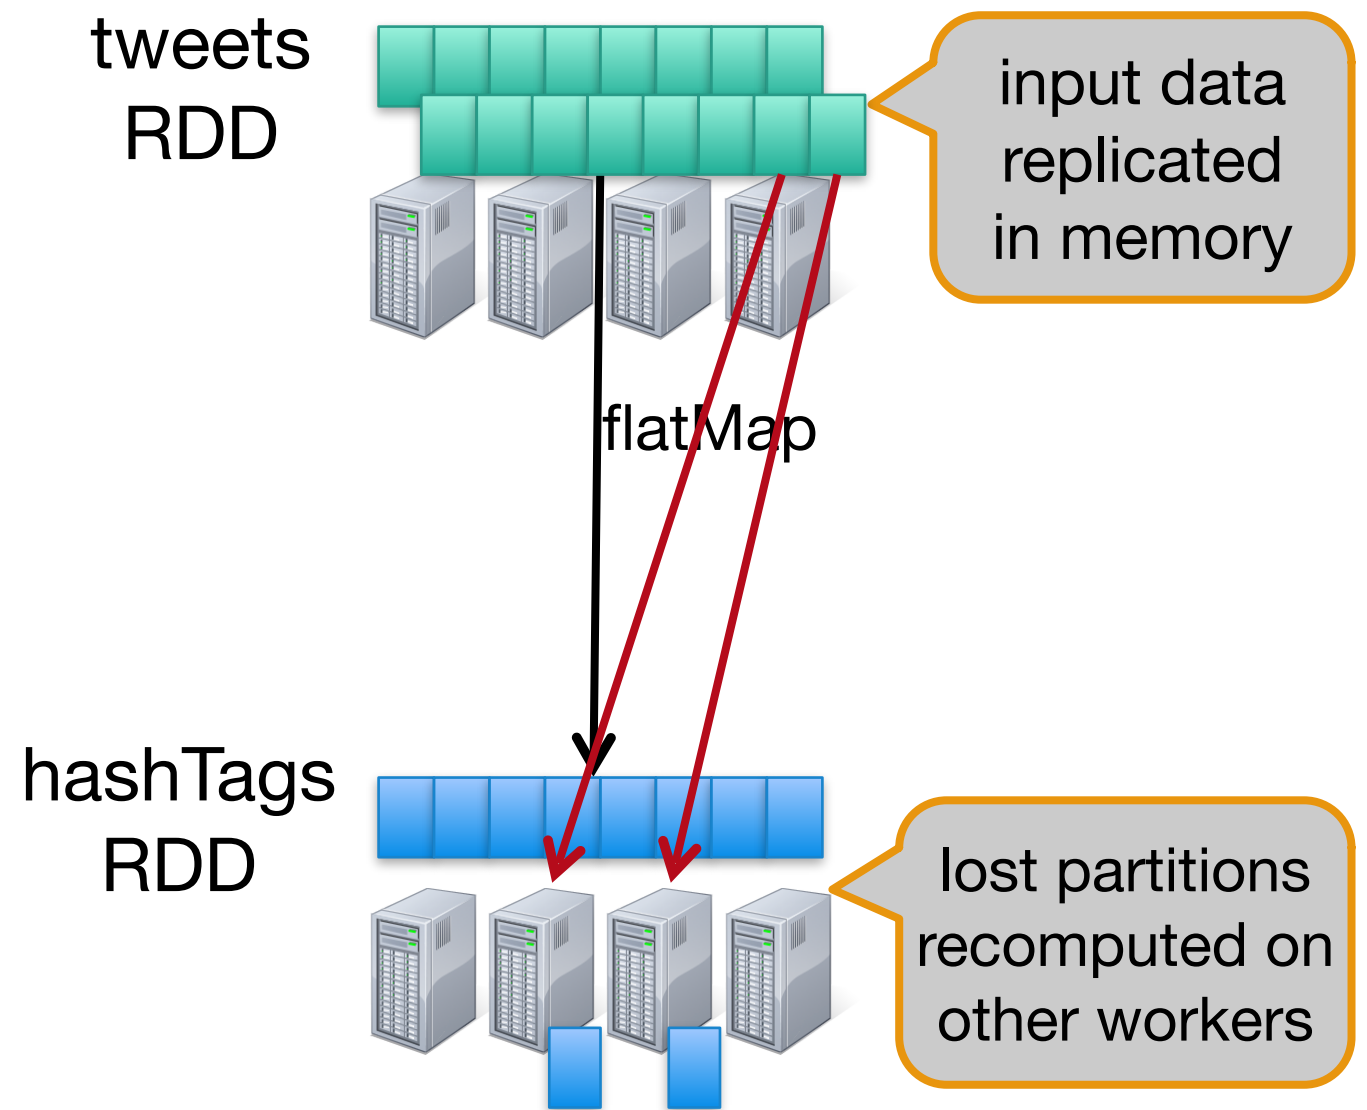 tweets
RDD
input data
replicated
in memory
flatMap
hashTags
RDD
lost partitions
recomputed on
other workers